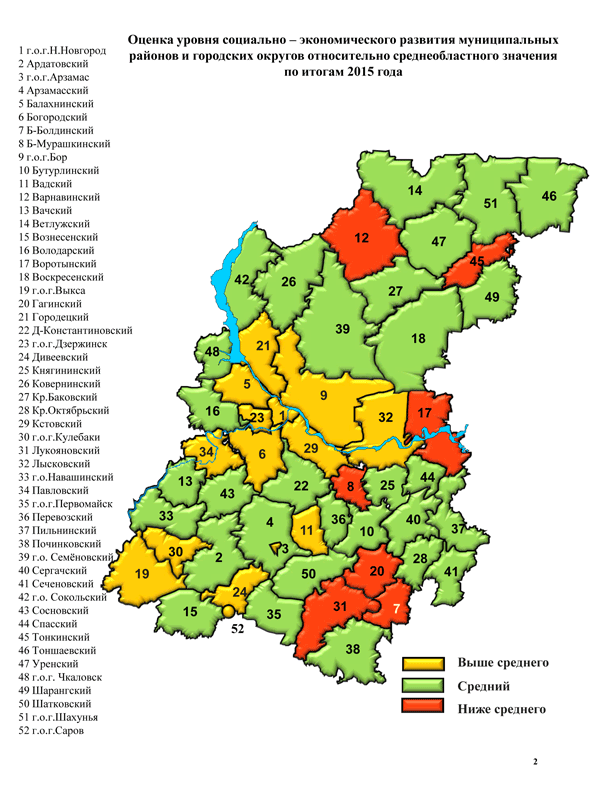 Оценка уровня социально – экономического развития муниципальных
районов и городских округов относительно среднеобластного значения
по итогам 2015 года
1 г.о.г.Н.Новгород
2 Ардатовский
3 г.о.г.Арзамас
4 Арзамасский
5 Балахнинский
6 Богородский
7 Б-Болдинский
8 Б-Мурашкинский
9 г.о.г.Бор
10 Бутурлинский
11 Вадский
12 Варнавинский
13 Вачский
14 Ветлужский
15 Вознесенский
16 Володарский
17 Воротынский
18 Воскресенский
19 г.о.г.Выкса
20 Гагинский
21 Городецкий
22 Д-Константиновский
23 г.о.г.Дзержинск
24 Дивеевский
25 Княгининский
26 Ковернинский
27 Кр.Баковский
28 Кр.Октябрьский
29 Кстовский
30 г.о.г.Кулебаки
31 Лукояновский
32 Лысковский
33 г.о.Навашинский
34 Павловский
35 г.о.г.Первомайск
36 Перевозский
37 Пильнинский
38 Починковский
39 г.о. Семёновский
40 Сергачский
41 Сеченовский
42 г.о. Сокольский
43 Сосновский
44 Спасский
45 Тонкинский
46 Тоншаевский
47 Уренский
48 г.о.г. Чкаловск
49 Шарангский
50 Шатковский
51 г.о.г.Шахунья
52 г.о.г.Саров
14
51
46
12
47
45
42
26
27
49
39
18
48
21
5
9
16
23
1
32
17
34
6
29
13
43
22
8
25
44
33
4
11
36
10
40
37
30
2
3
19
50
20
28
41
24
31
7
15
52
35
38
Выше среднего
Средний
Ниже среднего
2